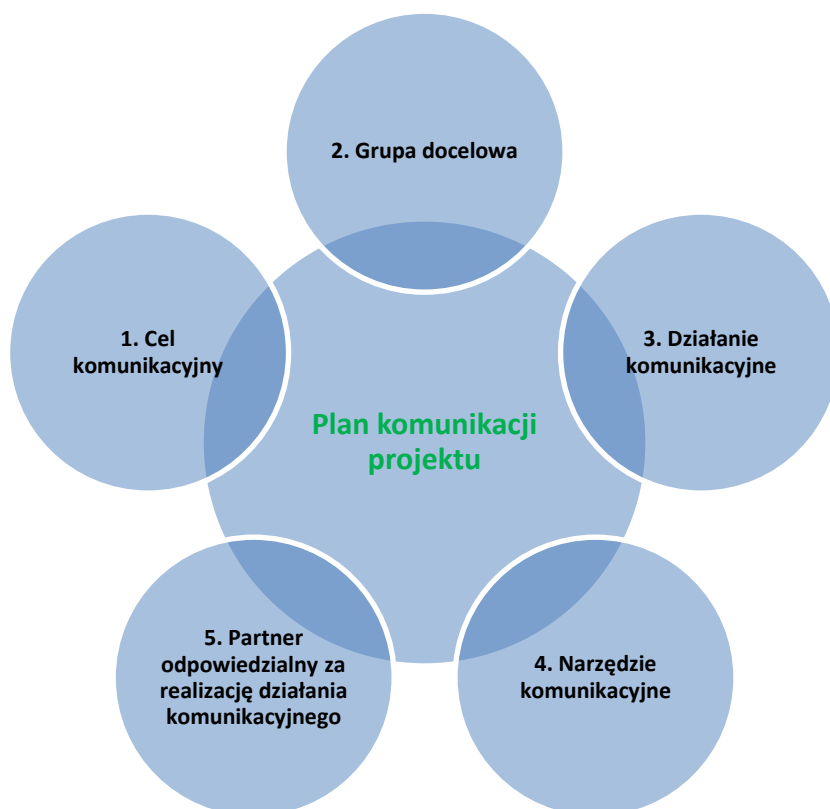 2. Grupa docelowa
1. Cel
komunikacyjny
3. Działanie
komunikacyjne
Plan komunikacji
projektu
5. Partner
odpowiedzialny za
realizację działania
komunikacyjnego
4. Narzędzie
komunikacyjne